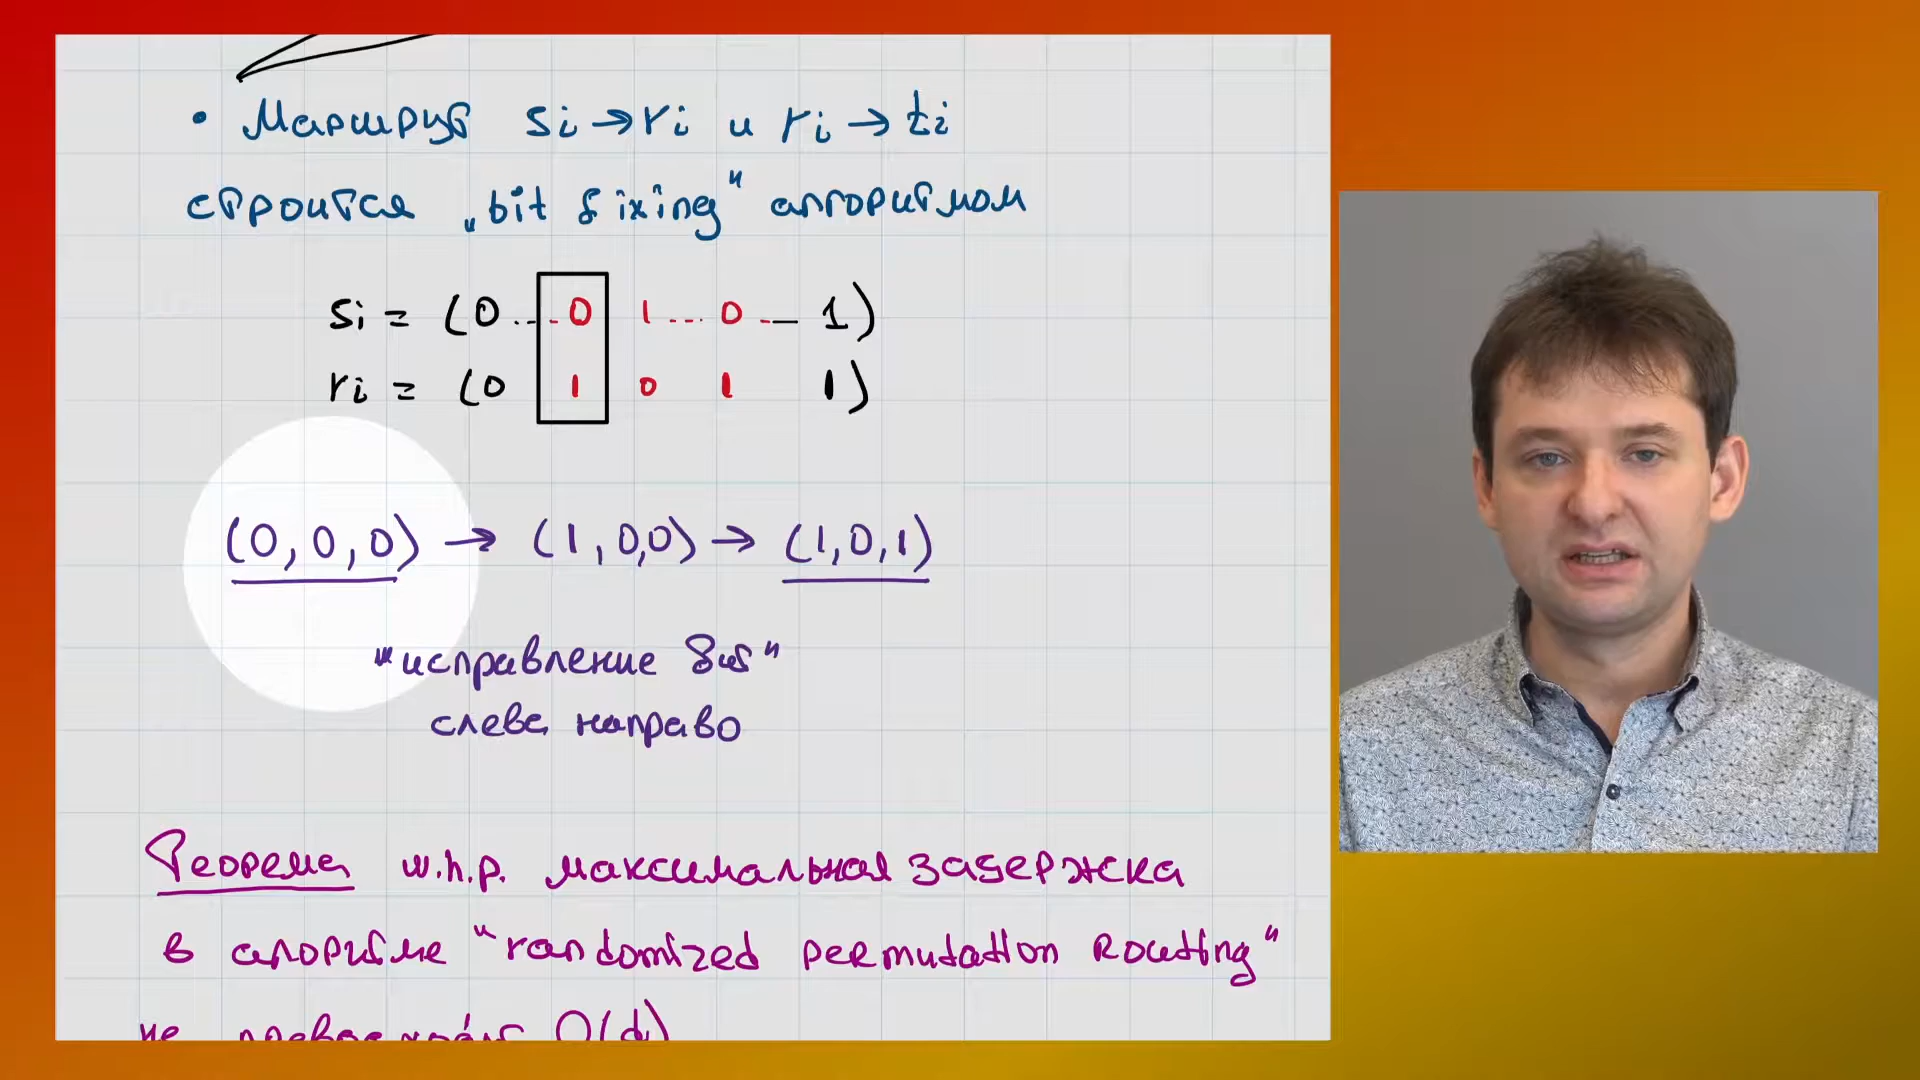 • Маршрут si → ri и ri → ti
строится „bit fixing" алгоритмом
si = (0 ... 0 1 ... 0 ... 1)
ri = (0 1 0 1 1)
(0, 0, 0) → (1, 0,0) → (1,0,1)
"исправление бит"
слева направо
Теорема w.h.p. максимальная задержка
в алгоритме "randomized permutation Routing"
не превосходит O(d)